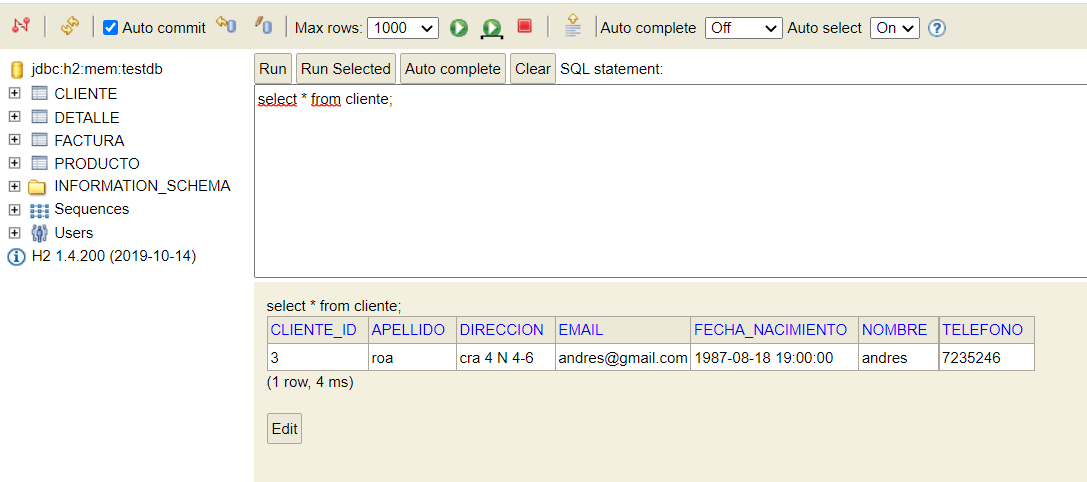 Auto commit Max rows: 1000 Auto complete Off Auto select On
jdbc:h2:mem:testdb
CLIENTE
DETALLE
FACTURA
PRODUCTO
INFORMATION_SCHEMA
Sequences
Users
H2 1.4.200 (2019-10-14)
Run Run Selected Auto complete Clear SQL statement:
select * from cliente;
select * from cliente;
CLIENTE_ID APELLIDO DIRECCION EMAIL FECHA_NACIMIENTO NOMBRE TELEFONO
3 roa cra 4 N 4-6 andres@gmail.com 1987-08-18 19:00:00 andres 7235246
(1 row, 4 ms)
Edit